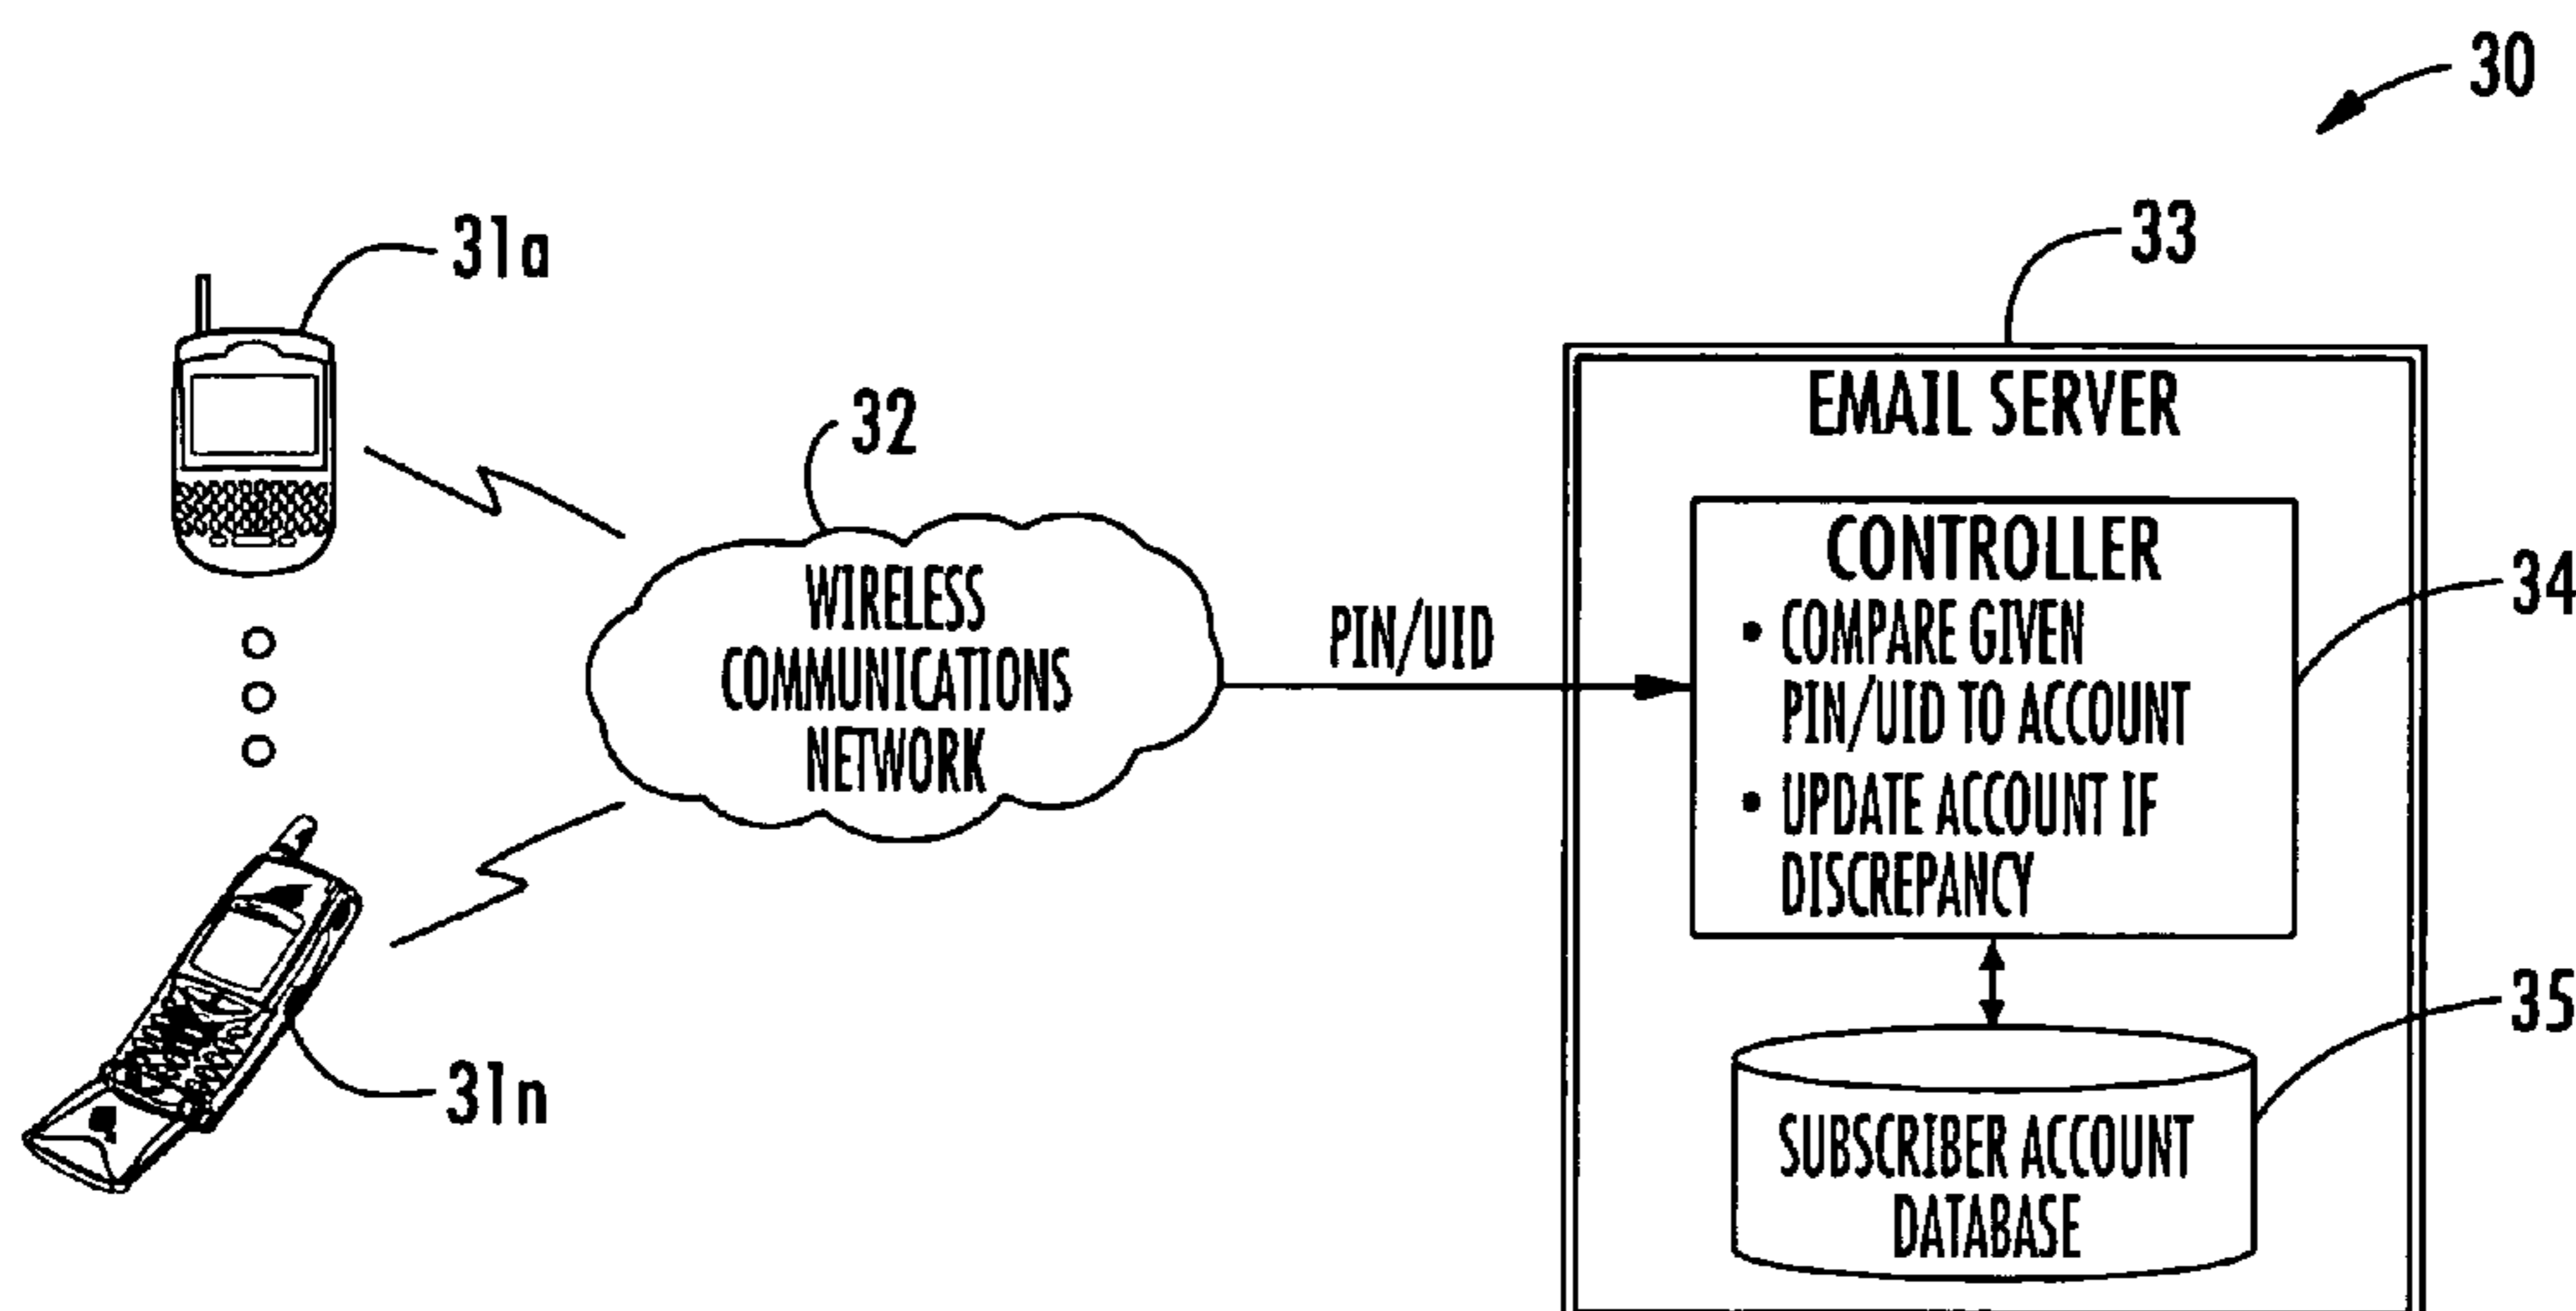 30
31a
33
32
EMAIL SERVER
CONTROLLER
• COMPARE GIVEN
PIN/UID TO ACCOUNT
• UPDATE ACCOUNT IF
DISCREPANCY
34
WIRELESS
COMMUNICATIONS
NETWORK
PIN/UID
35
31n
SUBSCRIBER ACCOUNT
DATABASE